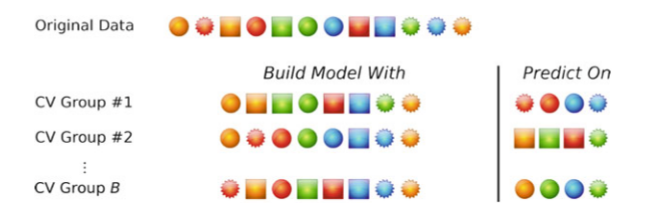 Original Data
Build Model With Predict On
CV Group #1
CV Group #2
⋮
CV Group B